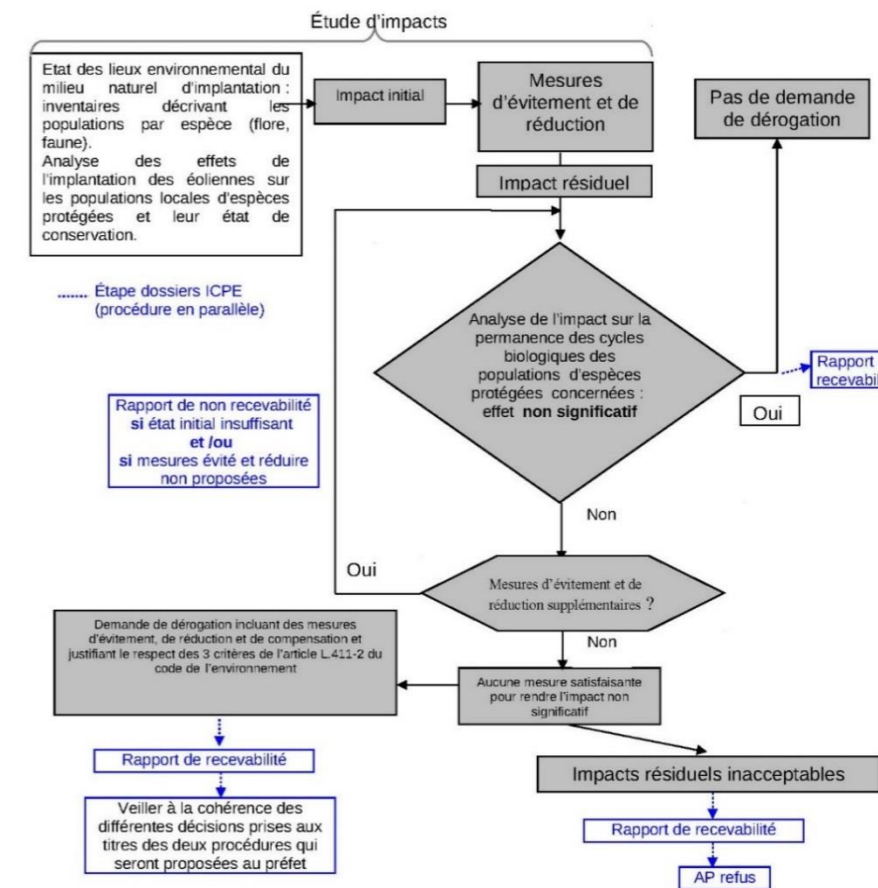 Étude d'impacts
Etat des lieux environnemental du
milieu naturel d'implantation :
inventaires décrivant les
populations par espèce (flore,
faune).
Analyse des effets de
l'implantation des éoliennes sur
les populations locales d'espèces
protégées et leur état de
conservation.
Impact initial
Mesures
d'évitement et de
réduction
Pas de demande
de dérogation
Impact résiduel
Étape dossiers ICPE
(procédure en parallèle)
Analyse de l'impact sur la
permanence des cycles
biologiques des
populations d'espèces
protégées concernées :
effet non significatif
Rapport
recevabil
Oui
Rapport de non recevabilité
si état initial insuffisant
et /ou
si mesures évité et réduire
non proposées
Non
Oui
Mesures d'évitement et de
réduction supplémentaires ?
Non
Demande de dérogation incluant des mesures
d'évitement, de réduction et de compensation et
justifiant le respect des 3 critères de l'article L.411-2 du
code de l'environnement
Aucune mesure satisfaisante
pour rendre l'impact non
significatif
Rapport de recevabilité
Impacts résiduels inacceptables
Veiller à la cohérence des
différentes décisions prises aux
titres des deux procédures qui
seront proposées au préfet
Rapport de recevabilité
AP refus